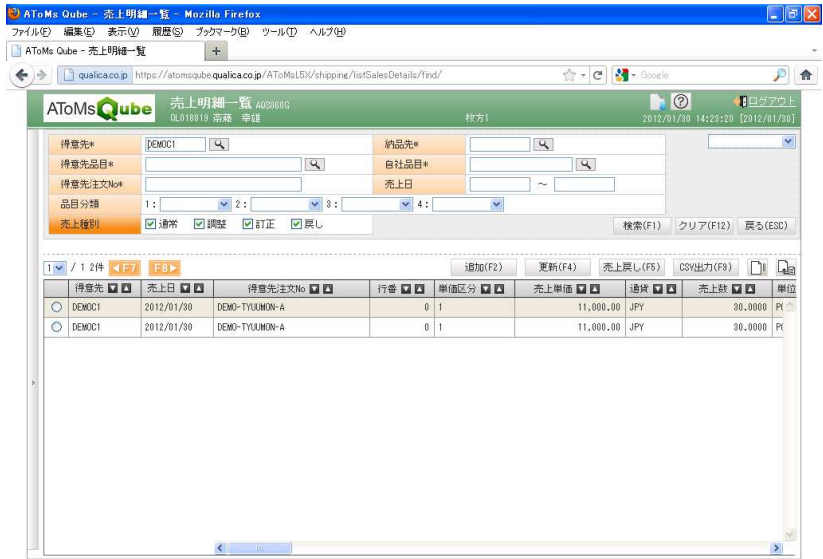 AToMs Qube - 売上明細一覧 - Mozilla Firefox
ファイル(F) 編集(E) 表示(V) 履歴(S) ブックマーク(B) ツール(T) ヘルプ(H)
AToMs Qube - 売上明細一覧 +
qualica.co.jp https://atomsqube.qualica.co.jp/AToMsL5X/shipping/listSalesDetails/find/ Google
AToMs Qube 売上明細一覧 AOS060G ログアウト
OL018819 斎藤 幸雄 枚方1 2012/01/30 14:23:20 [2012/01/30]
得意先* DEMOC1 納品先*
得意先品目* 自社品目*
得意先注文No* 売上日 ～
品目分類 1: 2: 3: 4:
売上種別 通常 調整 訂正 戻し 検索(F1) クリア(F12) 戻る(ESC)
1 / 1 2件 F7 F8 追加(F2) 更新(F4) 売上戻し(F5) CSV出力(F9)
得意先 売上日 得意先注文No 行番 単価区分 売上単価 通貨 売上数 単位
DEMOC1 2012/01/30 DEMO-TYUUMON-A 0 1 11,000.00 JPY 30.0000
DEMOC1 2012/01/30 DEMO-TYUUMON-A 0 1 11,000.00 JPY 30.0000